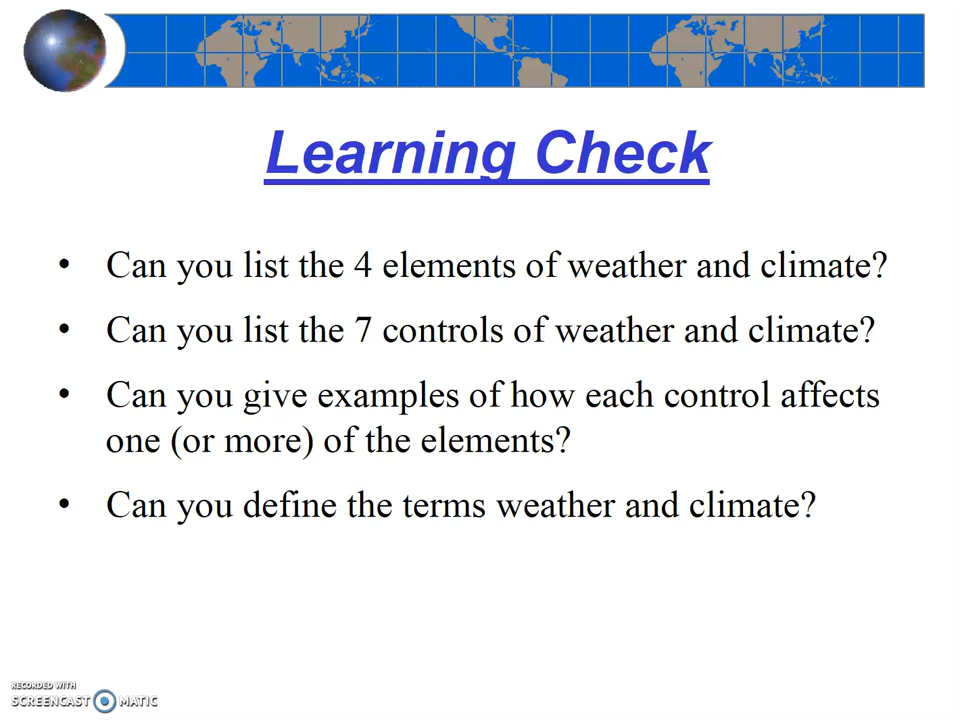 Learning Check
• Can you list the 4 elements of weather and climate?
• Can you list the 7 controls of weather and climate?
• Can you give examples of how each control affects
one (or more) of the elements?
• Can you define the terms weather and climate?
RECORDED WITH
SCREENCAST MATIC